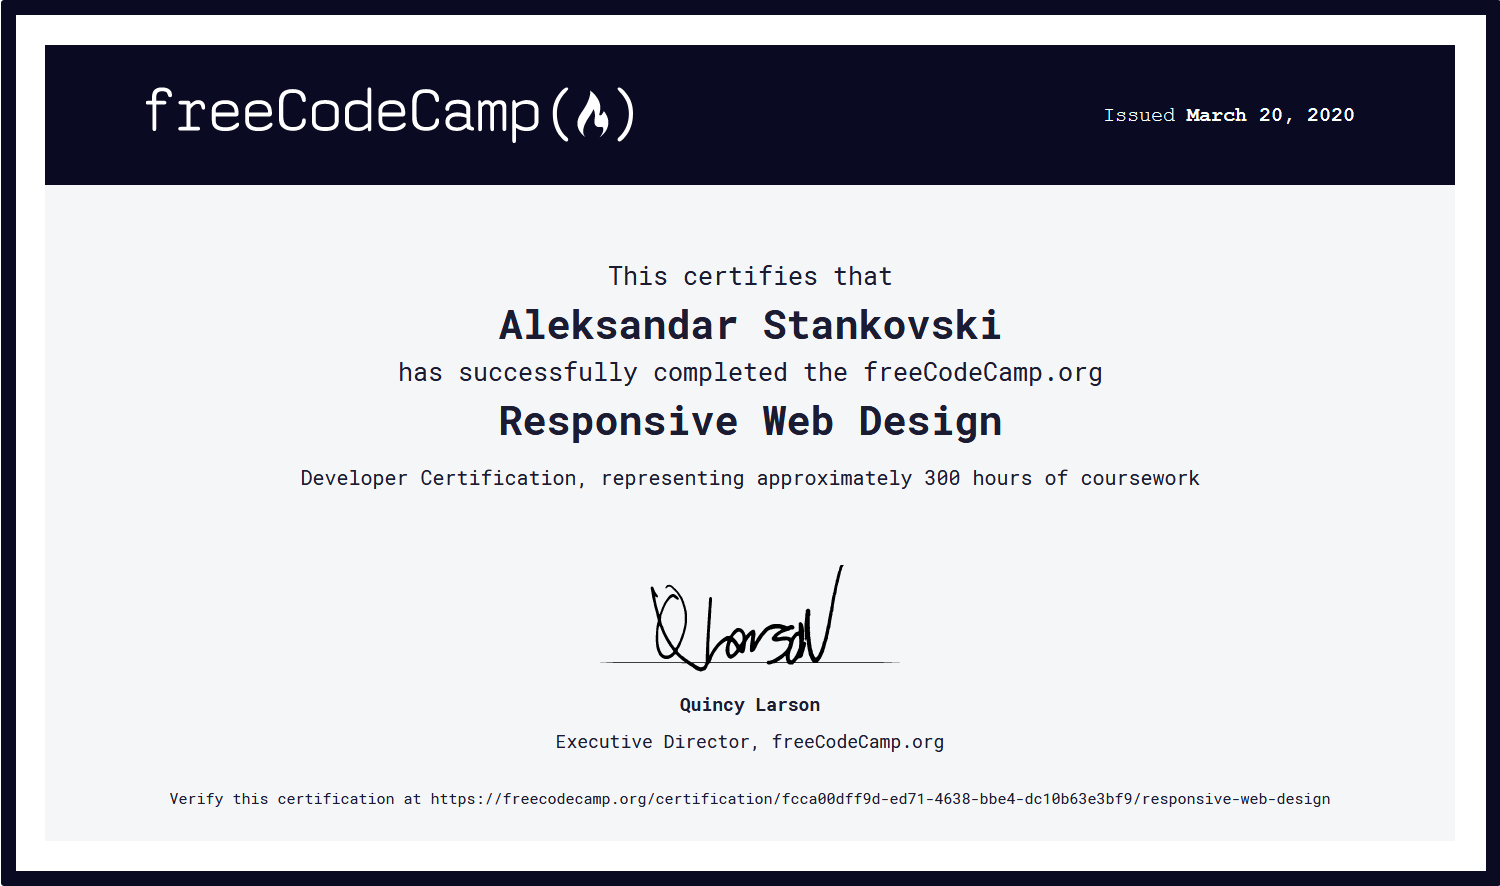 freeCodeCamp
Issued March 20, 2020
This certifies that
Aleksandar Stankovski
has successfully completed the freeCodeCamp.org
Responsive Web Design
Developer Certification, representing approximately 300 hours of coursework
Q Larson
Quincy Larson
Executive Director, freeCodeCamp.org
Verify this certification at https://freecodecamp.org/certification/fcca00dff9d-ed71-4638-bbe4-dc10b63e3bf9/responsive-web-design